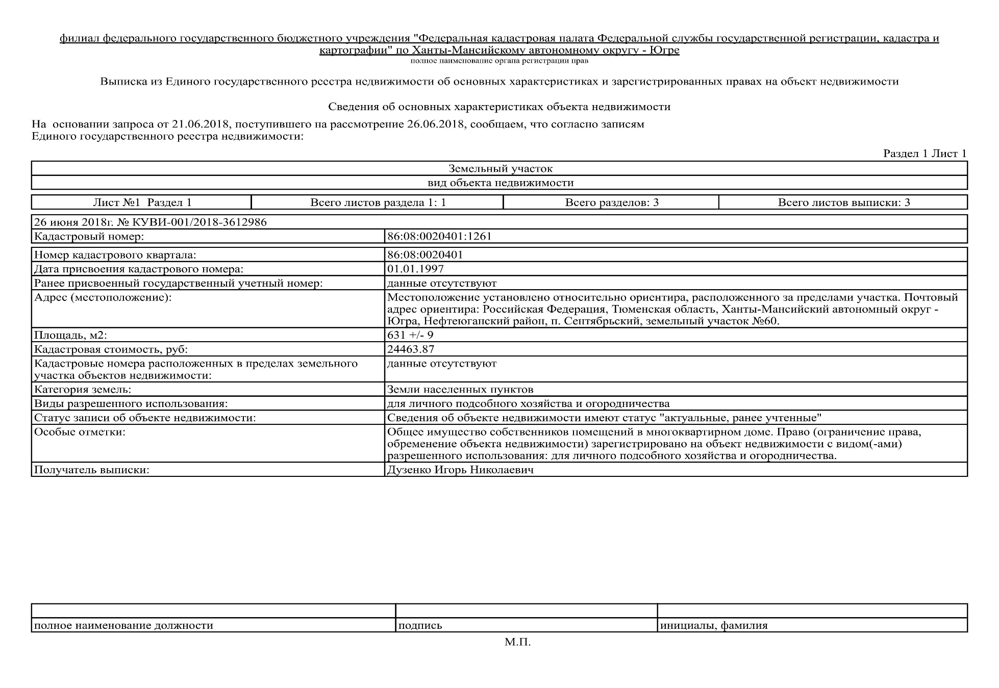 филиал федерального государственного бюджетного учреждения "Федеральная кадастровая палата Федеральной службы государственной регистрации, кадастра и
картографии" по Ханты-Мансийскому автономному округу - Югре
полное наименование органа регистрации прав
Выписка из Единого государственного реестра недвижимости об основных характеристиках и зарегистрированных правах на объект недвижимости
Сведения об основных характеристиках объекта недвижимости
На основании запроса от 21.06.2018, поступившего на рассмотрение 26.06.2018, сообщаем, что согласно записям
Единого государственного реестра недвижимости:
Раздел 1 Лист 1
Земельный участок
вид объекта недвижимости
Лист №1 Раздел 1 Всего листов раздела 1: 1 Всего разделов: 3 Всего листов выписки: 3
26 июня 2018г. № КУВИ-001/2018-3612986
Кадастровый номер: 86:08:0020401:1261
Номер кадастрового квартала: 86:08:0020401
Дата присвоения кадастрового номера: 01.01.1997
Ранее присвоенный государственный учетный номер: данные отсутствуют
Адрес (местоположение): Местоположение установлено относительно ориентира, расположенного за пределами участка. Почтовый
адрес ориентира: Российская Федерация, Тюменская область, Ханты-Мансийский автономный округ -
Югра, Нефтеюганский район, п. Сентябрьский, земельный участок №60.
Площадь, м2: 631 +/- 9
Кадастровая стоимость, руб: 24463.87
Кадастровые номера расположенных в пределах земельного данные отсутствуют
участка объектов недвижимости:
Категория земель: Земли населенных пунктов
Виды разрешенного использования: для личного подсобного хозяйства и огородничества
Статус записи об объекте недвижимости: Сведения об объекте недвижимости имеют статус "актуальные, ранее учтенные"
Особые отметки: Общее имущество собственников помещений в многоквартирном доме. Право (ограничение права,
обременение объекта недвижимости) зарегистрировано на объект недвижимости с видом(-ами)
разрешенного использования: для личного подсобного хозяйства и огородничества.
Получатель выписки: Дузенко Игорь Николаевич
полное наименование должности подпись инициалы, фамилия
М.П.